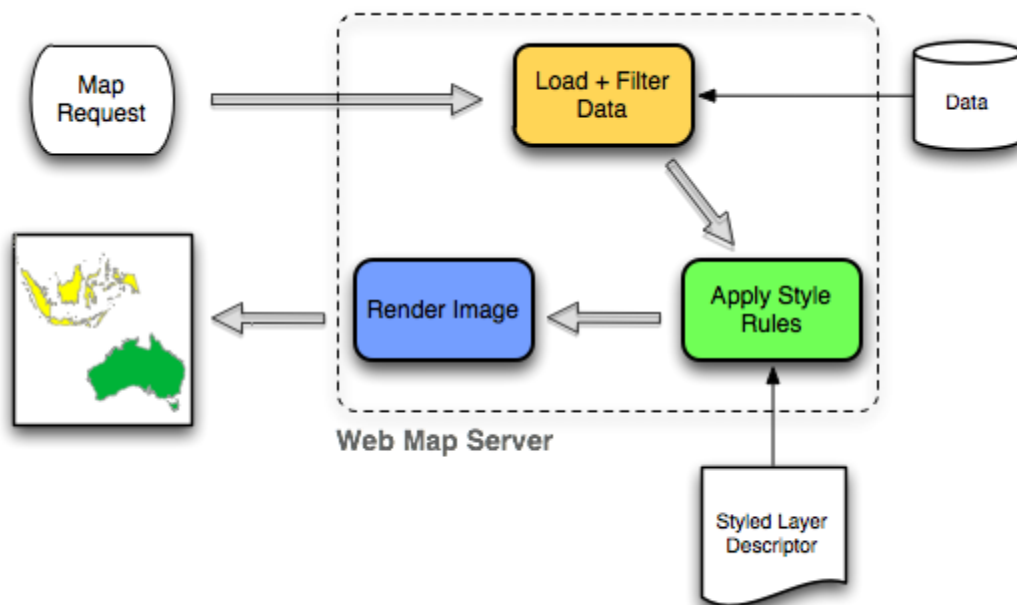 Map
Request
Load + Filter
Data
Data
Render Image
Apply Style
Rules
Web Map Server
Styled Layer
Descriptor